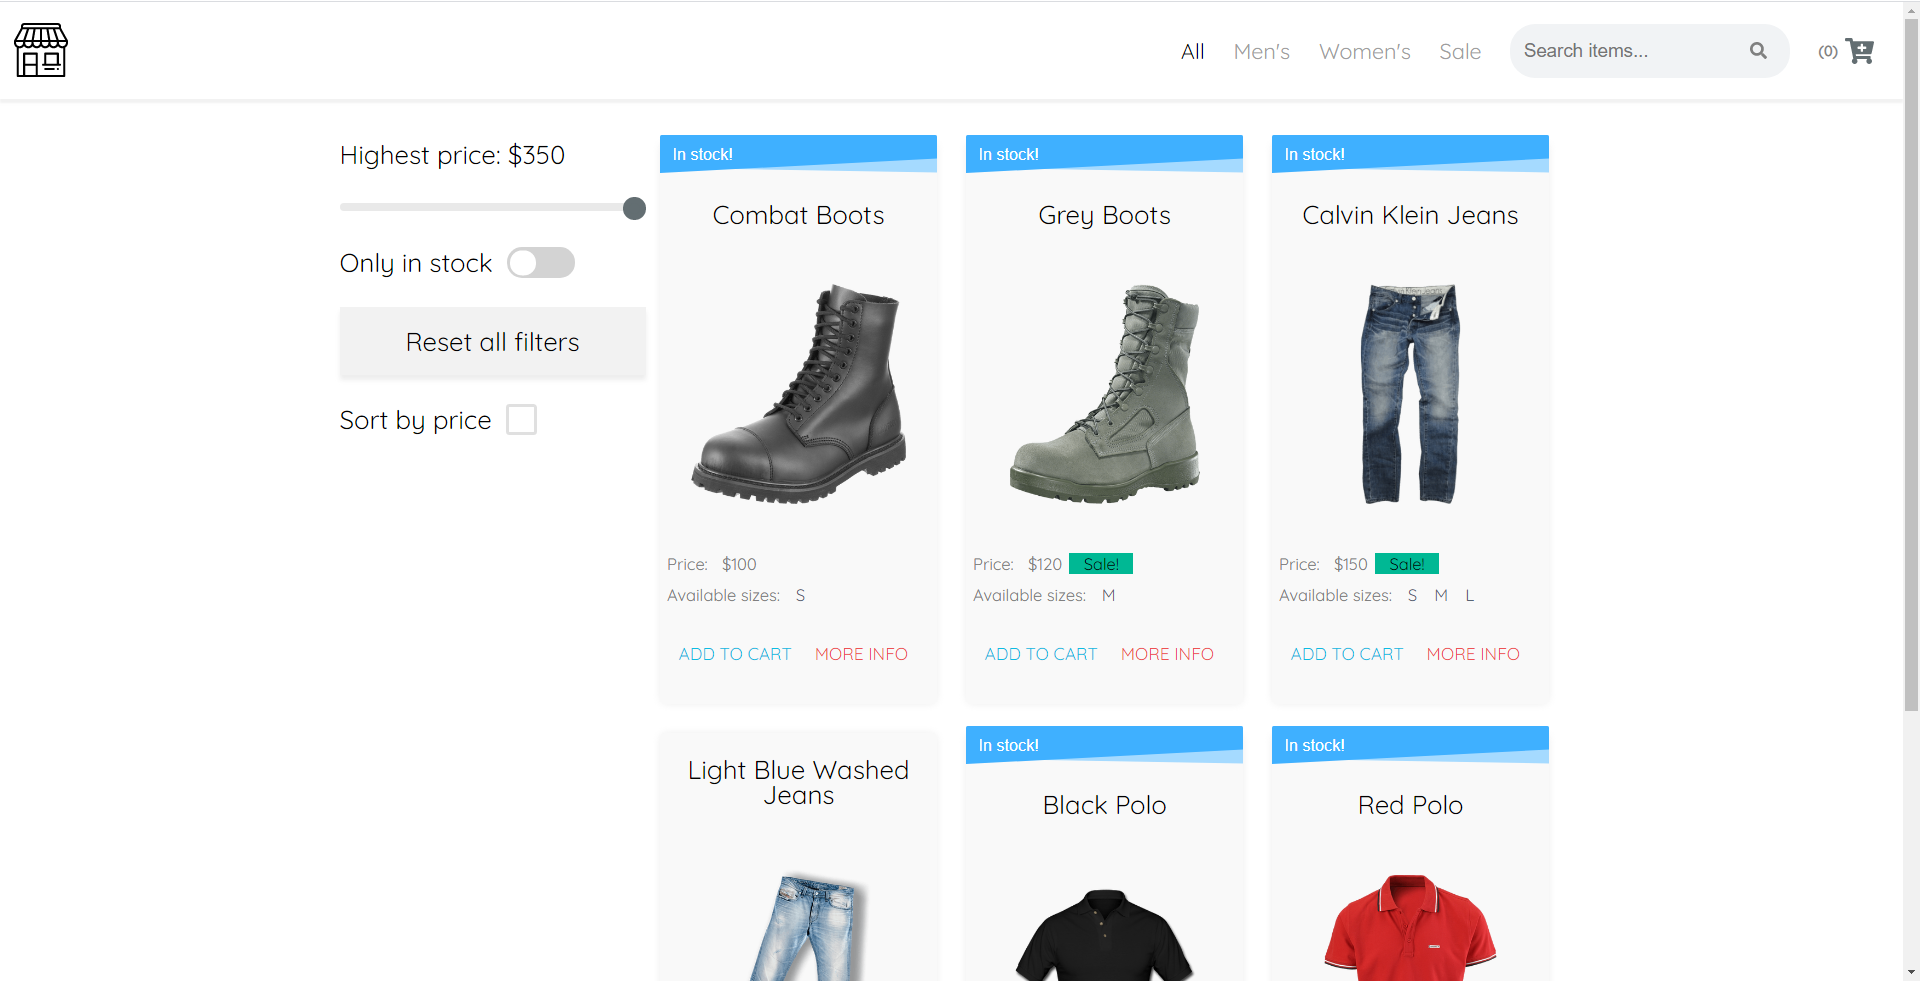 All Men's Women's Sale Search items... (0)
Highest price: $350
Only in stock
Reset all filters
Sort by price
In stock!
Combat Boots
Price: $100
Available sizes: S
ADD TO CART MORE INFO
In stock!
Grey Boots
Price: $120 Sale!
Available sizes: M
ADD TO CART MORE INFO
In stock!
Calvin Klein Jeans
Price: $150 Sale!
Available sizes: S M L
ADD TO CART MORE INFO
Light Blue Washed
Jeans
In stock!
Black Polo
In stock!
Red Polo